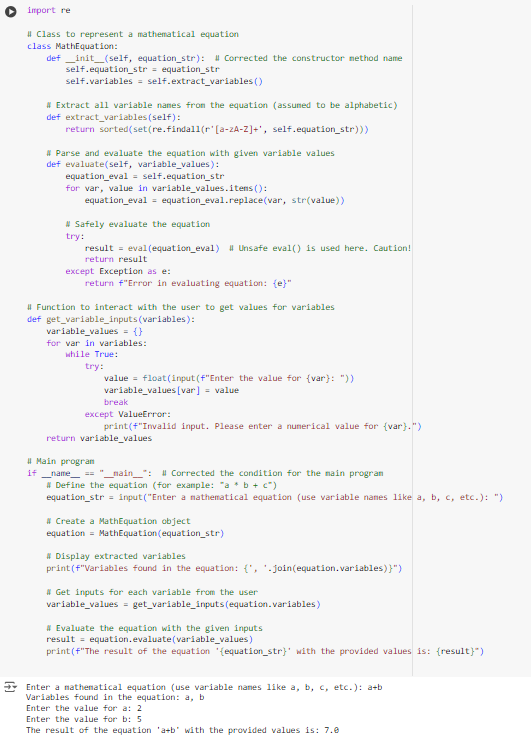 import re
# Class to represent a mathematical equation
class MathEquation:
    def __init__(self, equation_str):  # Corrected the constructor method name
        self.equation_str = equation_str
        self.variables = self.extract_variables()
    # Extract all variable names from the equation (assumed to be alphabetic)
    def extract_variables(self):
        return sorted(set(re.findall(r'[a-zA-Z]+', self.equation_str)))
    # Parse and evaluate the equation with given variable values
    def evaluate(self, variable_values):
        equation_eval = self.equation_str
        for var, value in variable_values.items():
            equation_eval = equation_eval.replace(var, str(value))
        # Safely evaluate the equation
        try:
            result = eval(equation_eval)  # Unsafe eval() is used here. Caution!
            return result
        except Exception as e:
            return f"Error in evaluating equation: {e}"
# Function to interact with the user to get values for variables
def get_variable_inputs(variables):
    variable_values = {}
    for var in variables:
        while True:
            try:
                value = float(input(f"Enter the value for {var}: "))
                variable_values[var] = value
                break
            except ValueError:
                print(f"Invalid input. Please enter a numerical value for {var}.")
    return variable_values
# Main program
if __name__ == "__main__":  # Corrected the condition for the main program
    # Define the equation (for example: "a * b + c")
    equation_str = input("Enter a mathematical equation (use variable names like a, b, c, etc.): ")
    # Create a MathEquation object
    equation = MathEquation(equation_str)
    # Display extracted variables
    print(f"Variables found in the equation: {', '.join(equation.variables)}")
    # Get inputs for each variable from the user
    variable_values = get_variable_inputs(equation.variables)
    # Evaluate the equation with the given inputs
    result = equation.evaluate(variable_values)
    print(f"The result of the equation '{equation_str}' with the provided values is: {result}")
Enter a mathematical equation (use variable names like a, b, c, etc.): a+b
Variables found in the equation: a, b
Enter the value for a: 2
Enter the value for b: 5
The result of the equation 'a+b' with the provided values is: 7.0